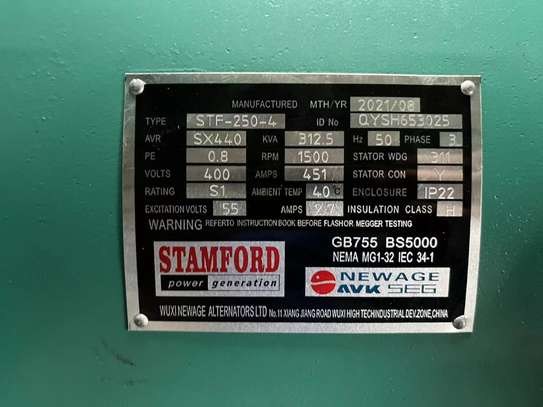 MANUFACTURED MTH/YR 2021/08
TYPE STF-250-4 ID No QYSH653025
AVR SX440 KVA 312.5 Hz 50 PHASE 3
PE 0.8 RPM 1500 STATOR WDG 311
VOLTS 400 AMPS 451 STATOR CON Y
RATING S1 AMBIENT TEMP 40℃ ENCLOSURE IP22
EXCITATION VOLTS 55 AMPS 2.7 INSULATION CLASS H
WARNING REFERTO INSTRUCTION BOOK BEFORE FLASHOR MEGGER TESTING
STAMFORD
power generation
GB755 BS5000
NEMA MG1-32 IEC 34-1
NEWAGE
AVK SEG
WUXI NEWAGE ALTERNATORS LTD No.11 XIANG JIANG ROAD WUXI HIGH TECH INDUSTRIAL DEV.ZONE,CHINA